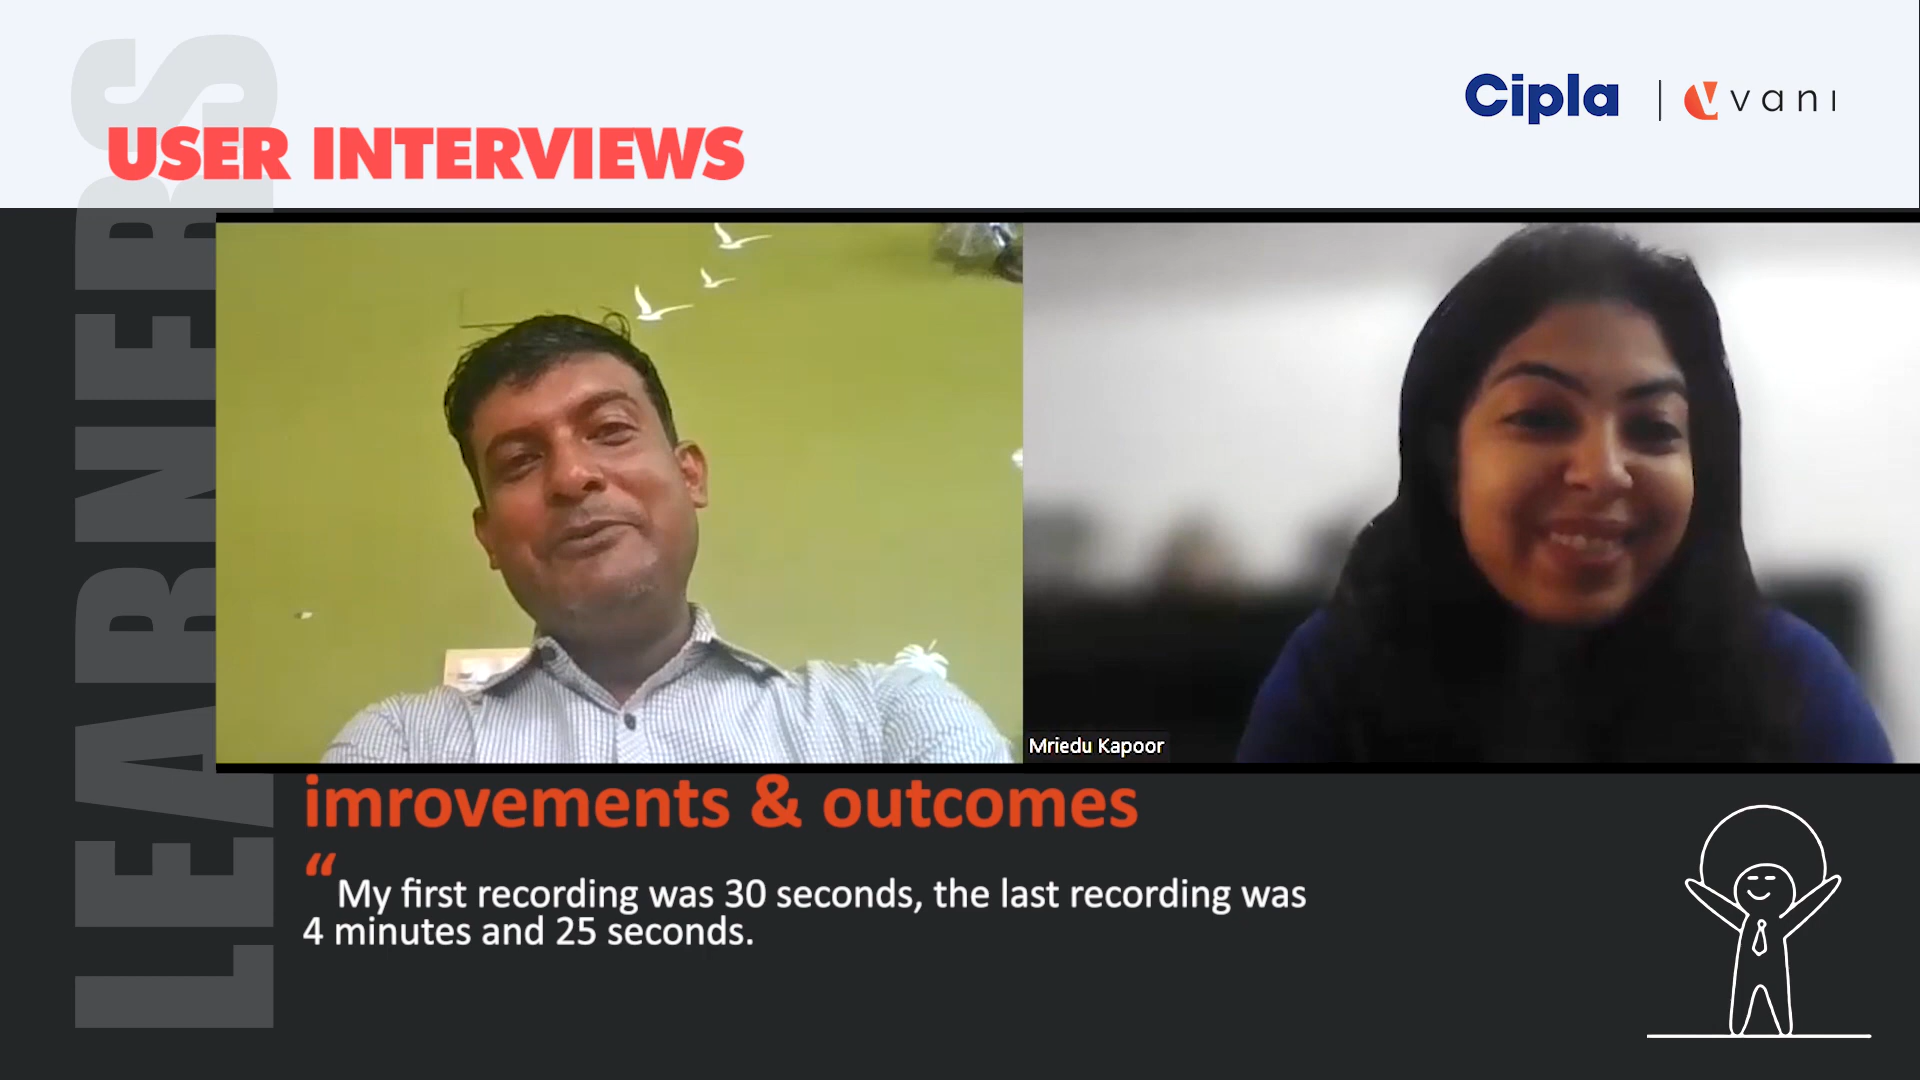 Cipla | vani
USER INTERVIEWS
LEARNERS
Mriedu Kapoor
imrovements & outcomes
“My first recording was 30 seconds, the last recording was
4 minutes and 25 seconds.